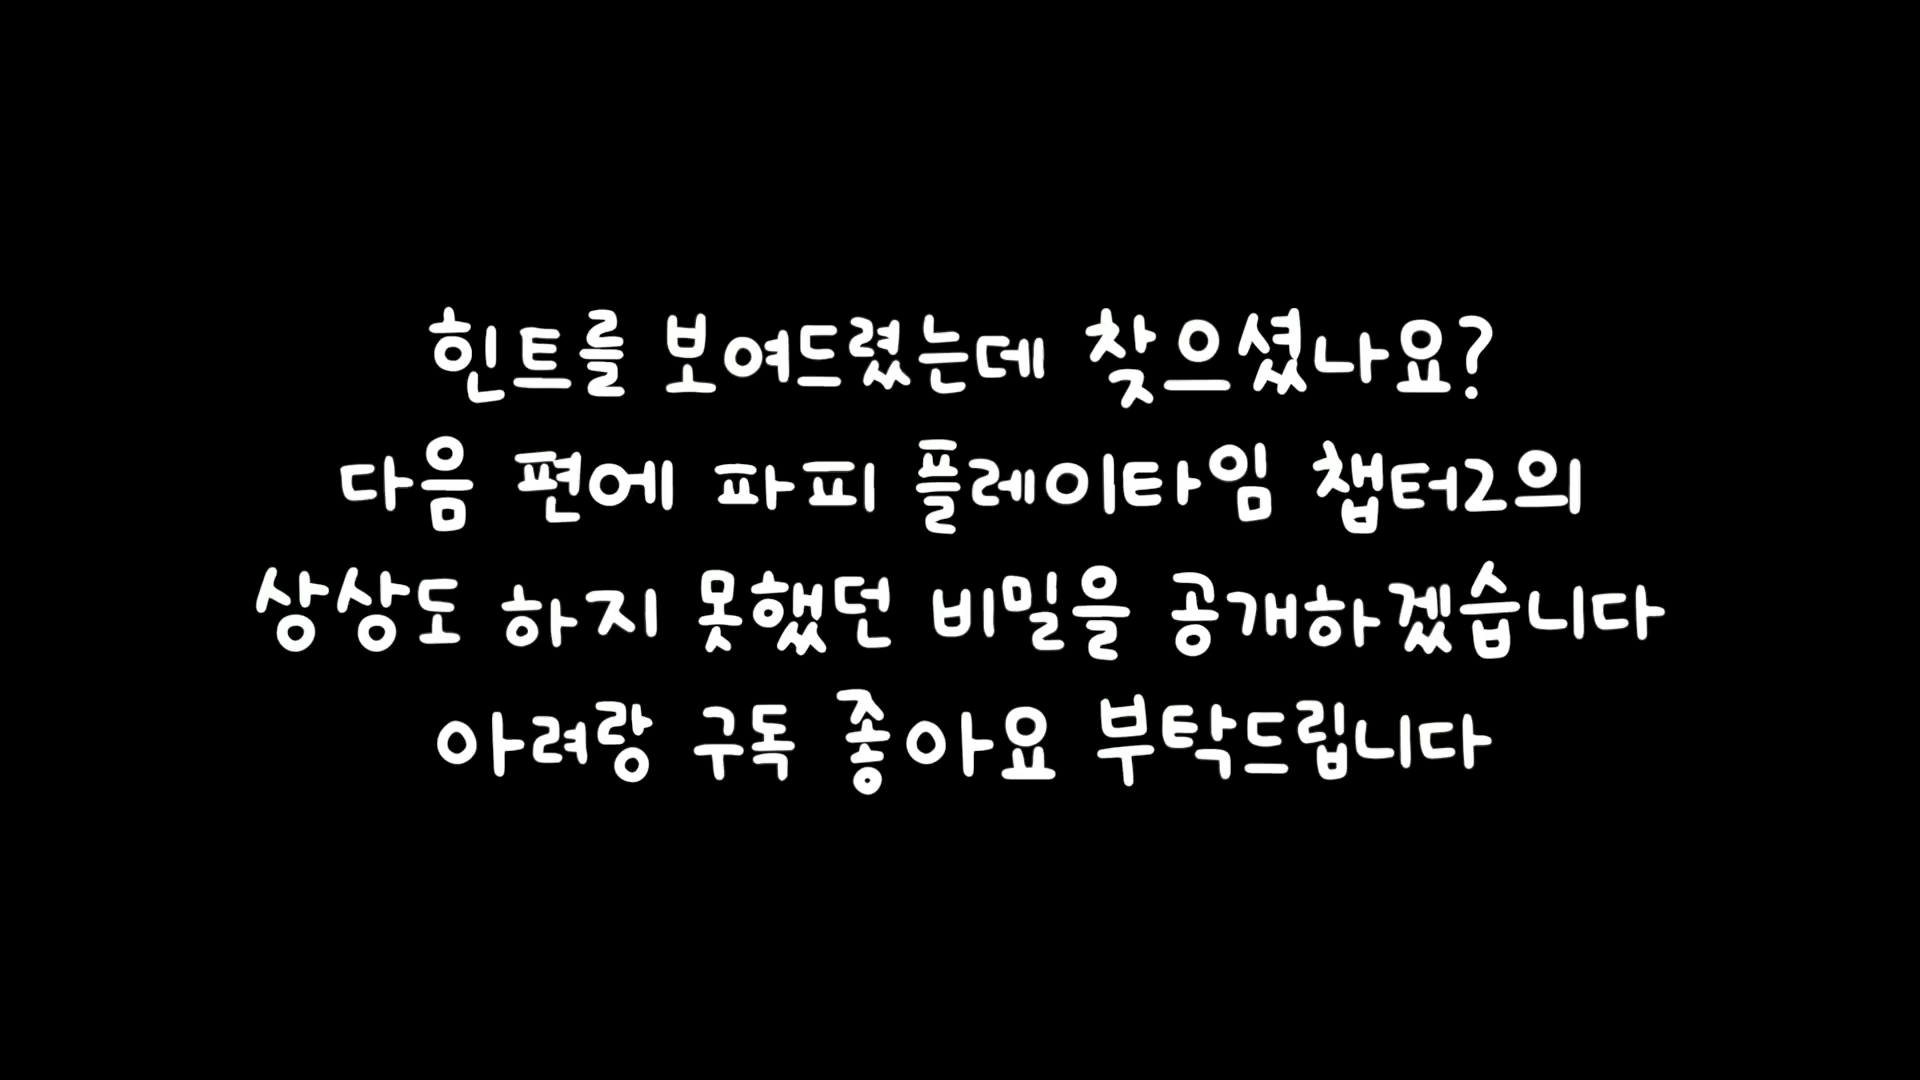 힌트를 보여드렸는데 찾으셨나요?
다음 편에 파피 플레이타임 챕터2의
상상도 하지 못했던 비밀을 공개하겠습니다
아려랑 구독 좋아요 부탁드립니다